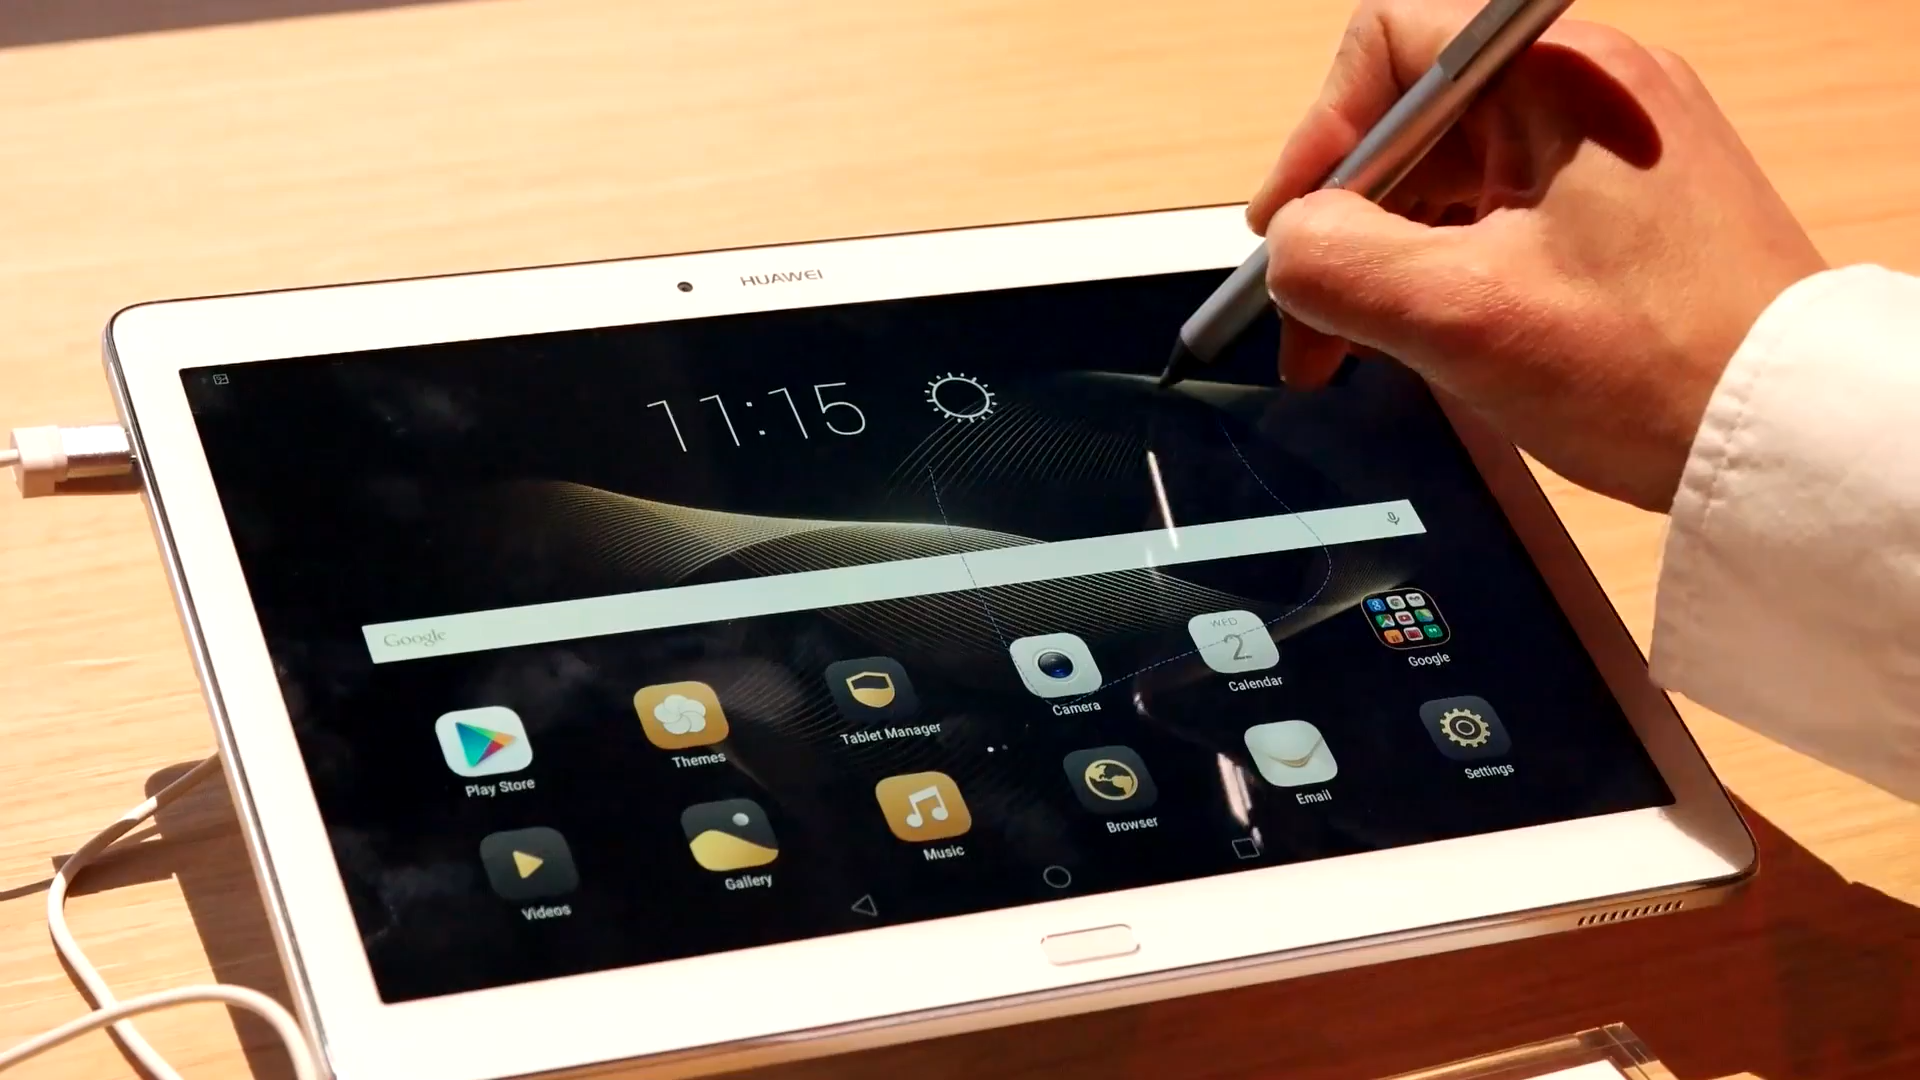 HUAWEI
11:15
Google
WED
2
Google
Calendar
Camera
Tablet Manager
Themes
Play Store
Settings
Email
Browser
Music
Gallery
Videos